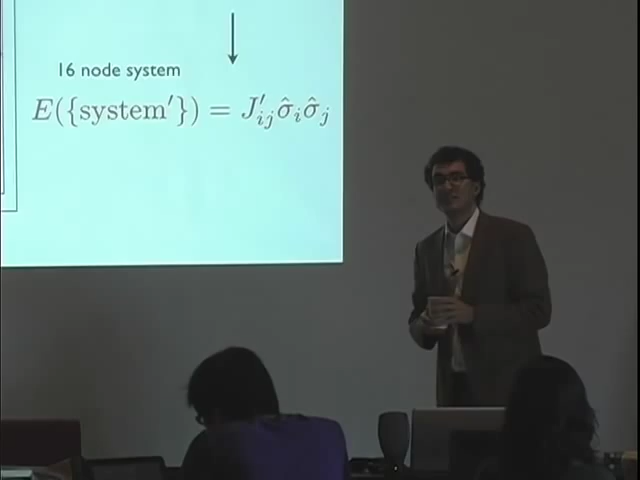 16 node system
E({system′}) = J′ᵢⱼσ̂ᵢσ̂ⱼ